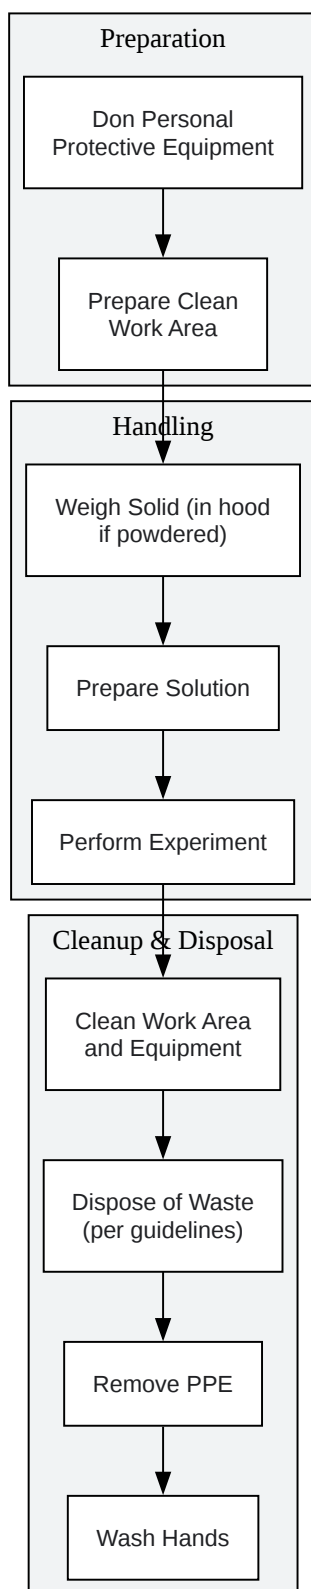 Preparation
Don Personal
Protective Equipment
Prepare Clean
Work Area
Handling
Weigh Solid (in hood
if powdered)
Prepare Solution
Perform Experiment
Cleanup & Disposal
Clean Work Area
and Equipment
Dispose of Waste
(per guidelines)
Remove PPE
Wash Hands